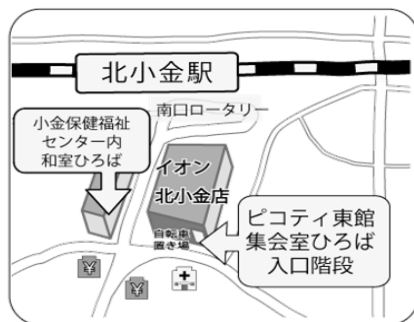 北小金駅
南口ロータリー
小金保健福祉
センター内
和室ひろば
イオン
北小金店
自転車
置き場
ピコティ東館
集会室ひろば
入口階段
¥
¥